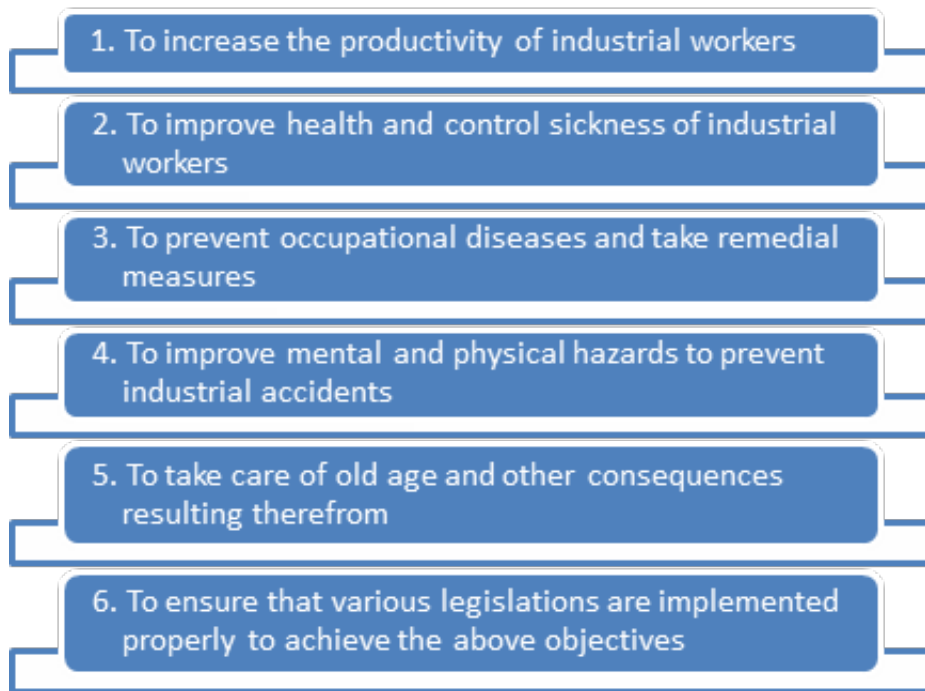 1. To increase the productivity of industrial workers
2. To improve health and control sickness of industrial
workers
3. To prevent occupational diseases and take remedial
measures
4. To improve mental and physical hazards to prevent
industrial accidents
5. To take care of old age and other consequences
resulting therefrom
6. To ensure that various legislations are implemented
properly to achieve the above objectives